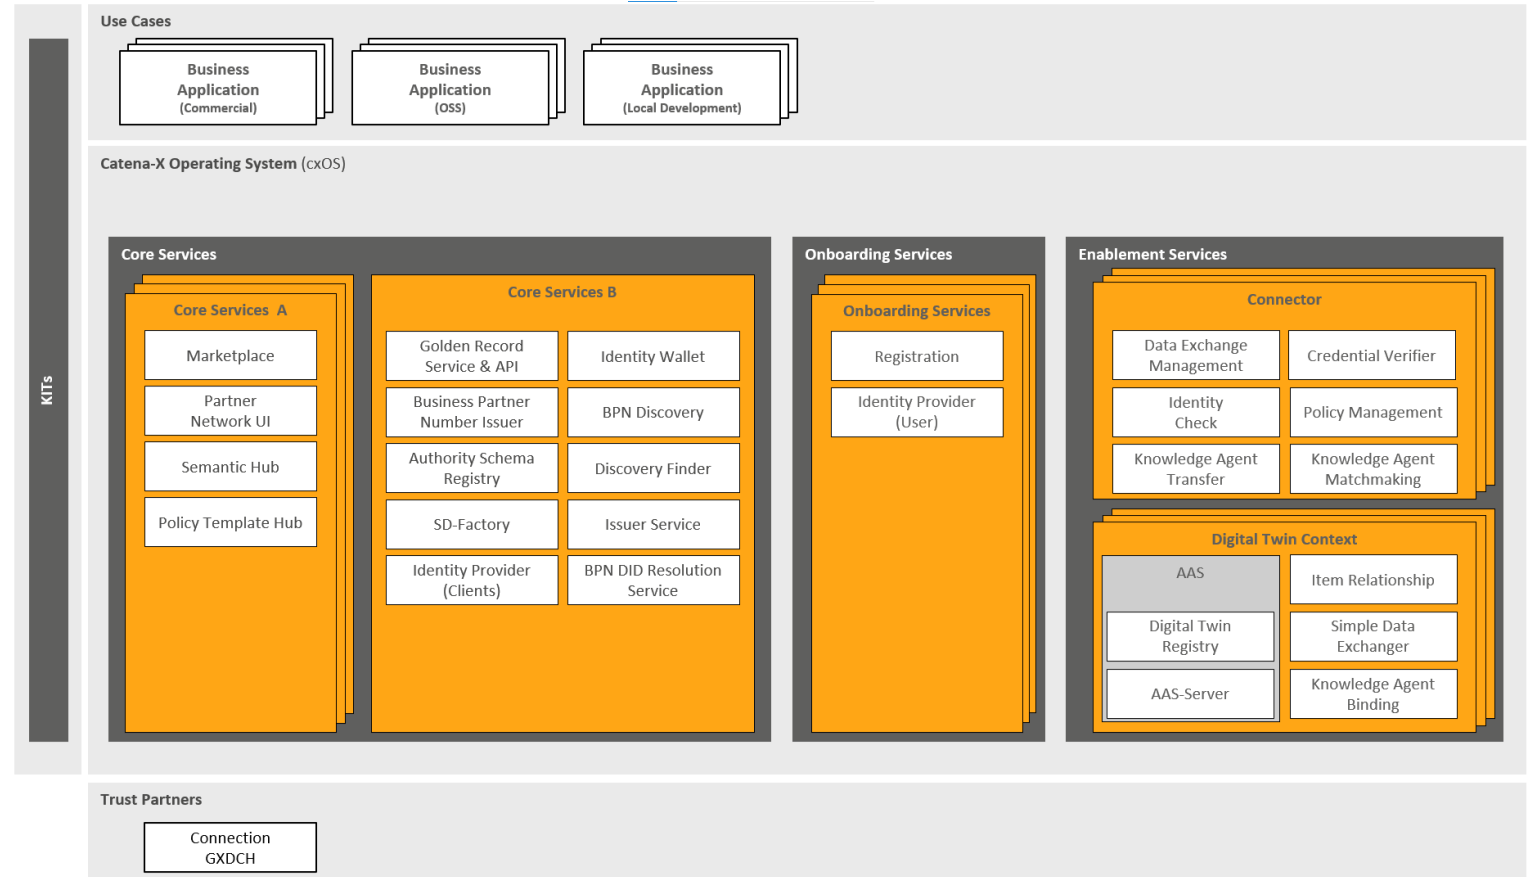 Use Cases
Business
Application
(Commercial)
Business
Application
(OSS)
Business
Application
(Local Development)
KITs
Catena-X Operating System (cxOS)
Core Services
Core Services A
Marketplace
Partner
Network UI
Semantic Hub
Policy Template Hub
Core Services B
Golden Record
Service & API
Identity Wallet
Business Partner
Number Issuer
BPN Discovery
Authority Schema
Registry
Discovery Finder
SD-Factory
Issuer Service
Identity Provider
(Clients)
BPN DID Resolution
Service
Onboarding Services
Onboarding Services
Registration
Identity Provider
(User)
Enablement Services
Connector
Data Exchange
Management
Credential Verifier
Identity
Check
Policy Management
Knowledge Agent
Transfer
Knowledge Agent
Matchmaking
Digital Twin Context
AAS
Item Relationship
Digital Twin
Registry
Simple Data
Exchanger
AAS-Server
Knowledge Agent
Binding
Trust Partners
Connection
GXDCH